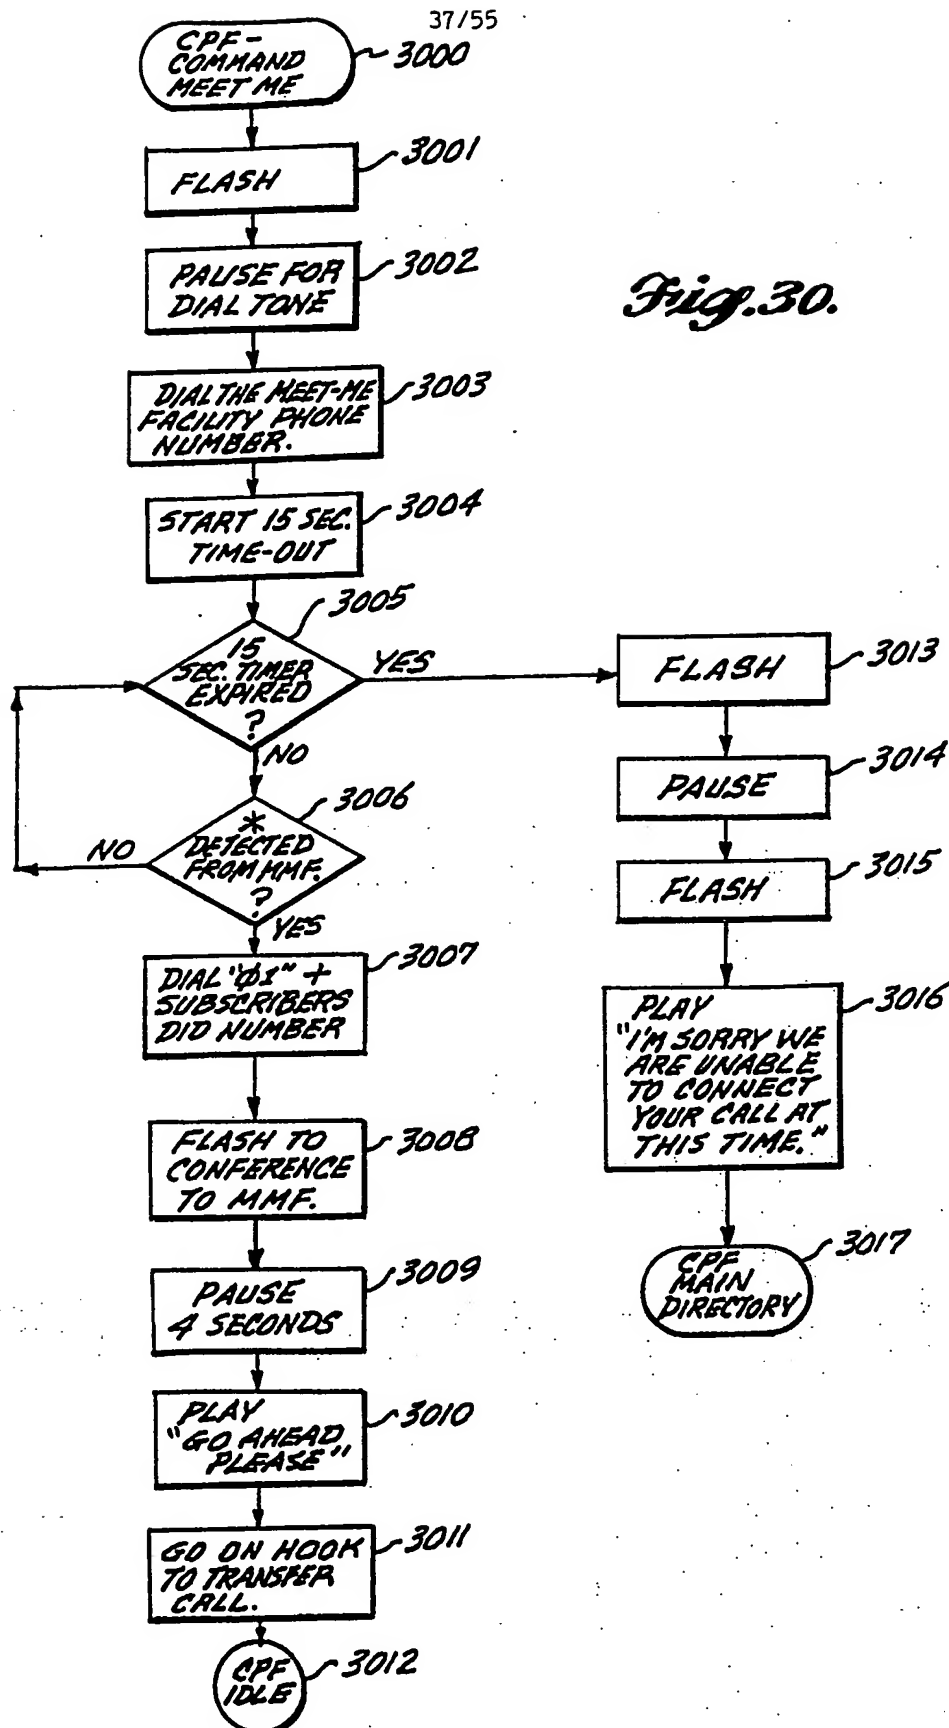 37/55
CPF-
COMMAND
MEET ME
3000
FLASH
3001
PAUSE FOR
DIAL TONE
3002
DIAL THE MEET-ME
FACILITY PHONE
NUMBER.
3003
START 15 SEC.
TIME-OUT
3004
15
SEC. TIMER
EXPIRED
?
3005
YES
NO
*
DETECTED
FROM MMF.
?
3006
NO
YES
DIAL "Ø1" +
SUBSCRIBERS
DID NUMBER
3007
FLASH TO
CONFERENCE
TO MMF.
3008
PAUSE
4 SECONDS
3009
PLAY
"GO AHEAD
PLEASE"
3010
GO ON HOOK
TO TRANSFER
CALL.
3011
CPF
IDLE
3012
Fig. 30.
FLASH
3013
PAUSE
3014
FLASH
3015
PLAY
"I'M SORRY WE
ARE UNABLE
TO CONNECT
YOUR CALL AT
THIS TIME."
3016
CPF
MAIN
DIRECTORY
3017